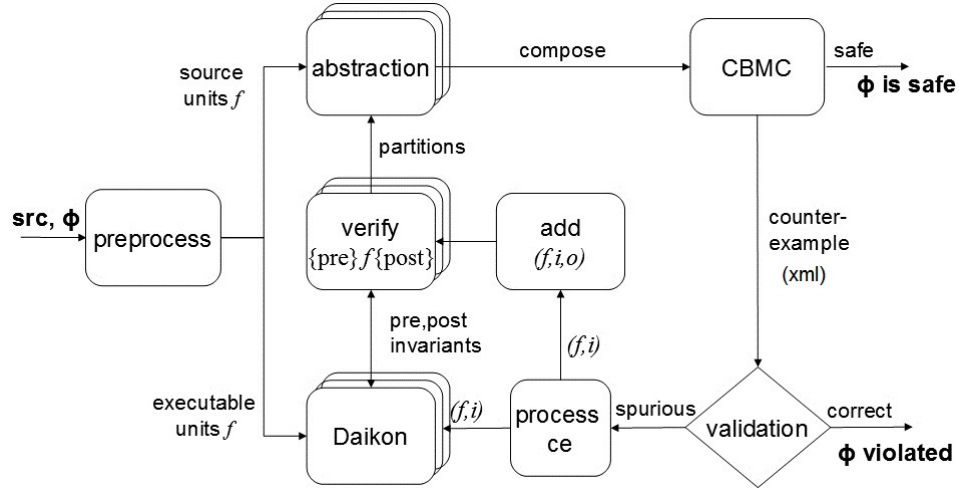 abstraction
compose
CBMC
safe
ϕ is safe
source
units f
partitions
src, ϕ
preprocess
verify
{pre} f{post}
add
(f,i,o)
counter-
example
(xml)
pre,post
invariants
(f,i)
executable
units f
Daikon
(f,i)
process
ce
spurious
validation
correct
ϕ violated